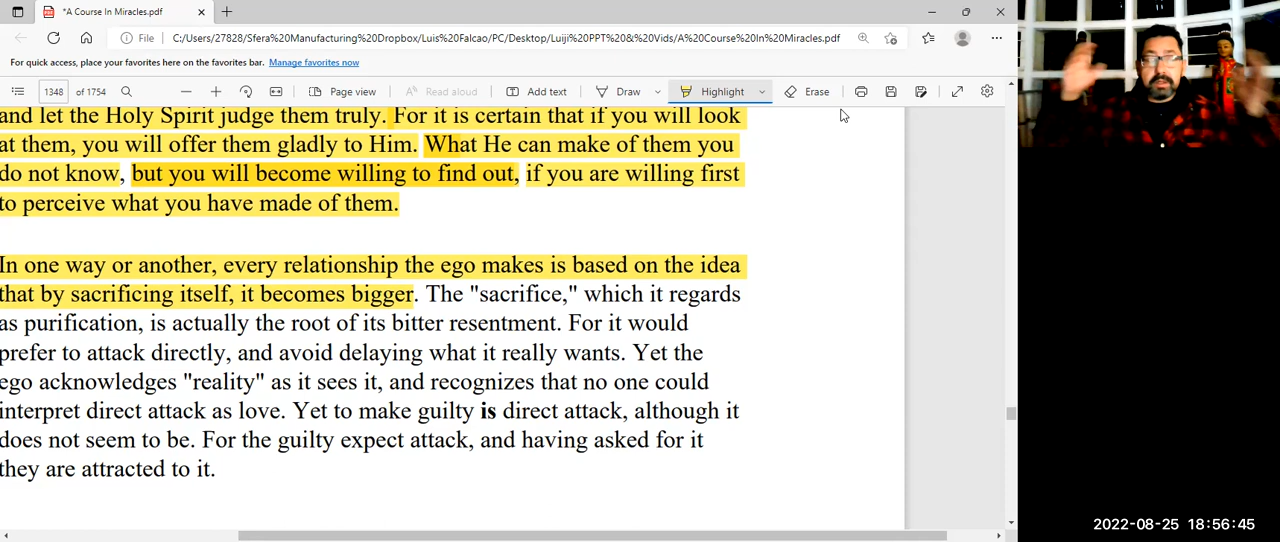 *A Course In Miracles.pdf
File C:/Users/27828/Sfera%20Manufacturing%20Dropbox/Luis%20Falcao/PC/Desktop/Luiji%20PPT%20&%20Vids/A%20Course%20In%20Miracles.pdf
For quick access, place your favorites here on the favorites bar. Manage favorites now
1348 of 1754 Page view Read aloud Add text Draw Highlight Erase
and let the Holy Spirit judge them truly. For it is certain that if you will look
at them, you will offer them gladly to Him. What He can make of them you
do not know, but you will become willing to find out, if you are willing first
to perceive what you have made of them.
In one way or another, every relationship the ego makes is based on the idea
that by sacrificing itself, it becomes bigger. The "sacrifice," which it regards
as purification, is actually the root of its bitter resentment. For it would
prefer to attack directly, and avoid delaying what it really wants. Yet the
ego acknowledges "reality" as it sees it, and recognizes that no one could
interpret direct attack as love. Yet to make guilty is direct attack, although it
does not seem to be. For the guilty expect attack, and having asked for it
they are attracted to it.
2022-08-25 18:56:45